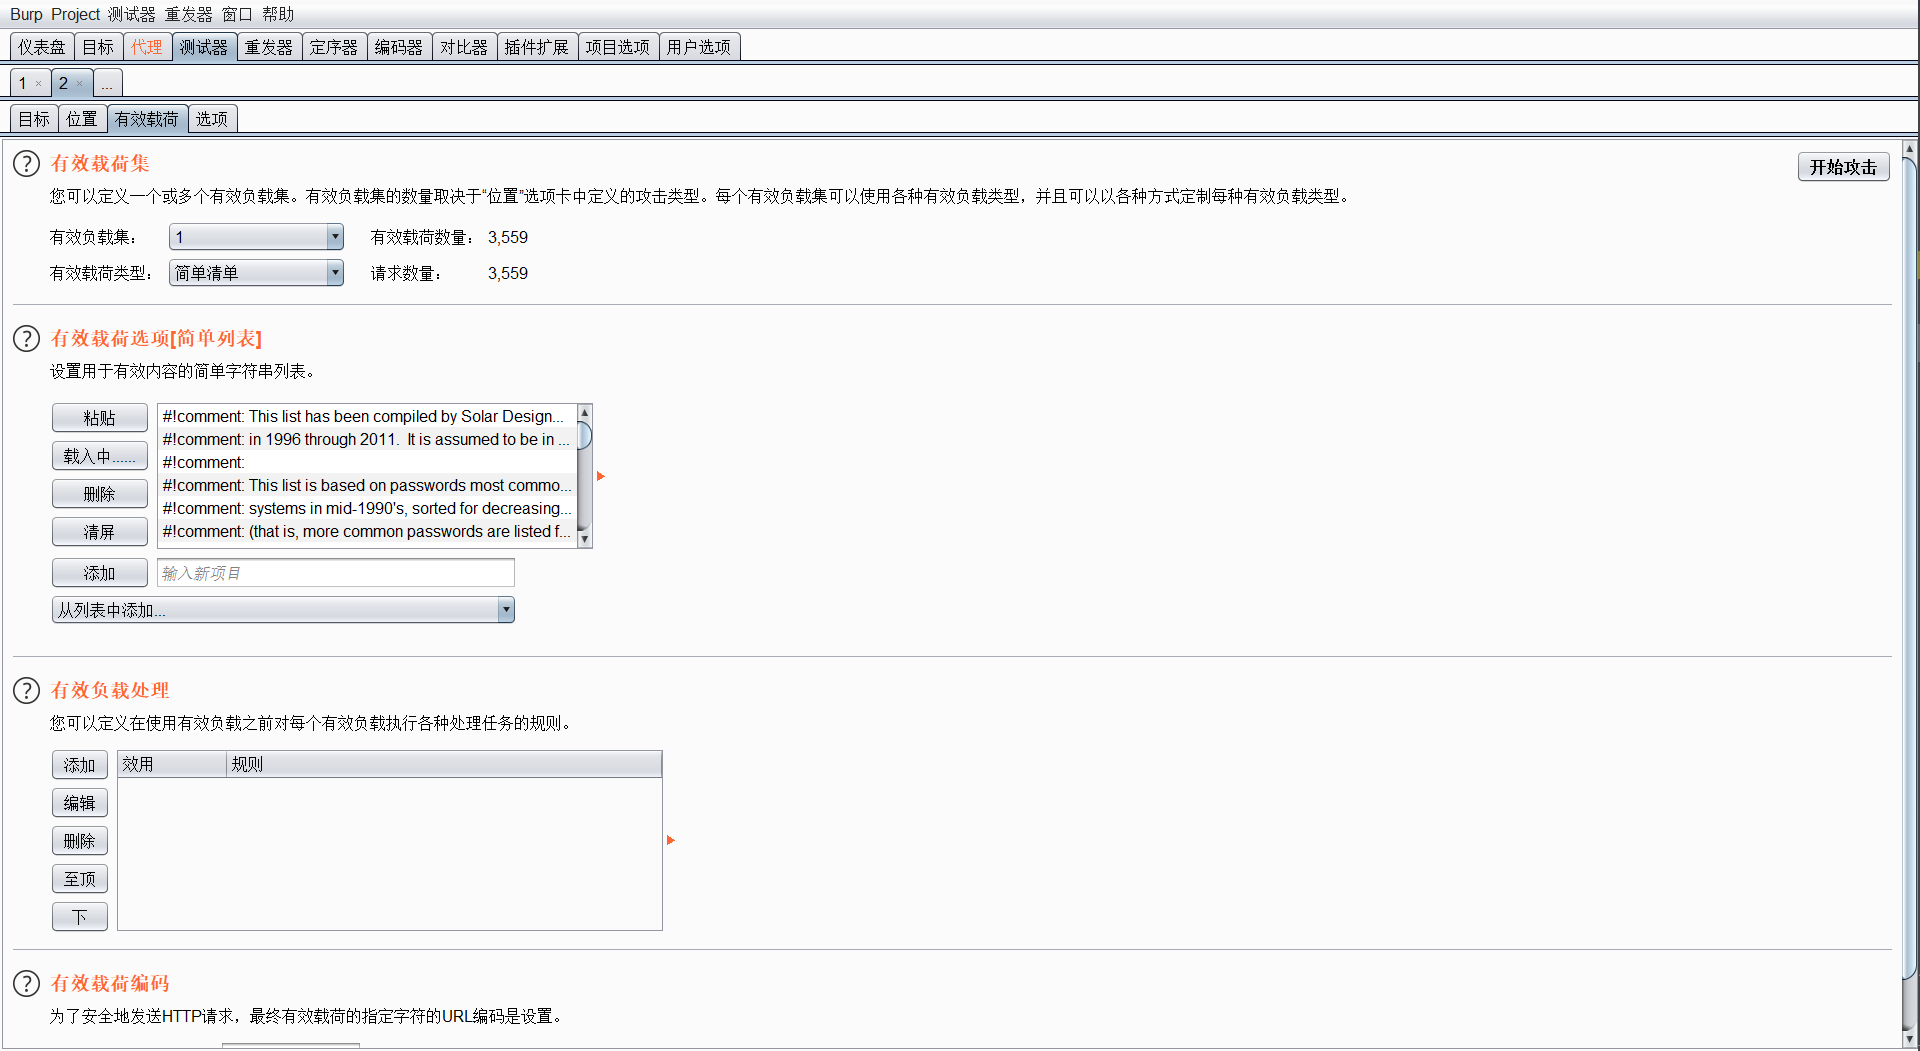 Burp Project 测试器 重发器 窗口 帮助
仪表盘 目标 代理 测试器 重发器 定序器 编码器 对比器 插件扩展 项目选项 用户选项
1 × 2 × ...
目标 位置 有效载荷 选项
? 有效载荷集
开始攻击
您可以定义一个或多个有效负载集。有效负载集的数量取决于“位置”选项卡中定义的攻击类型。每个有效负载集可以使用各种有效负载类型，并且可以以各种方式定制每种有效负载类型。
有效负载集： 1 有效载荷数量： 3,559
有效载荷类型： 简单清单 请求数量： 3,559
? 有效载荷选项[简单列表]
设置用于有效内容的简单字符串列表。
粘贴
载入中......
删除
清屏
#!comment: This list has been compiled by Solar Design...
#!comment: in 1996 through 2011.  It is assumed to be in ...
#!comment:
#!comment: This list is based on passwords most commo...
#!comment: systems in mid-1990's, sorted for decreasing...
#!comment: (that is, more common passwords are listed f...
添加 输入新项目
从列表中添加...
? 有效负载处理
您可以定义在使用有效负载之前对每个有效负载执行各种处理任务的规则。
添加
编辑
删除
至顶
下
效用 规则
? 有效载荷编码
为了安全地发送HTTP请求，最终有效载荷的指定字符的URL编码是设置。